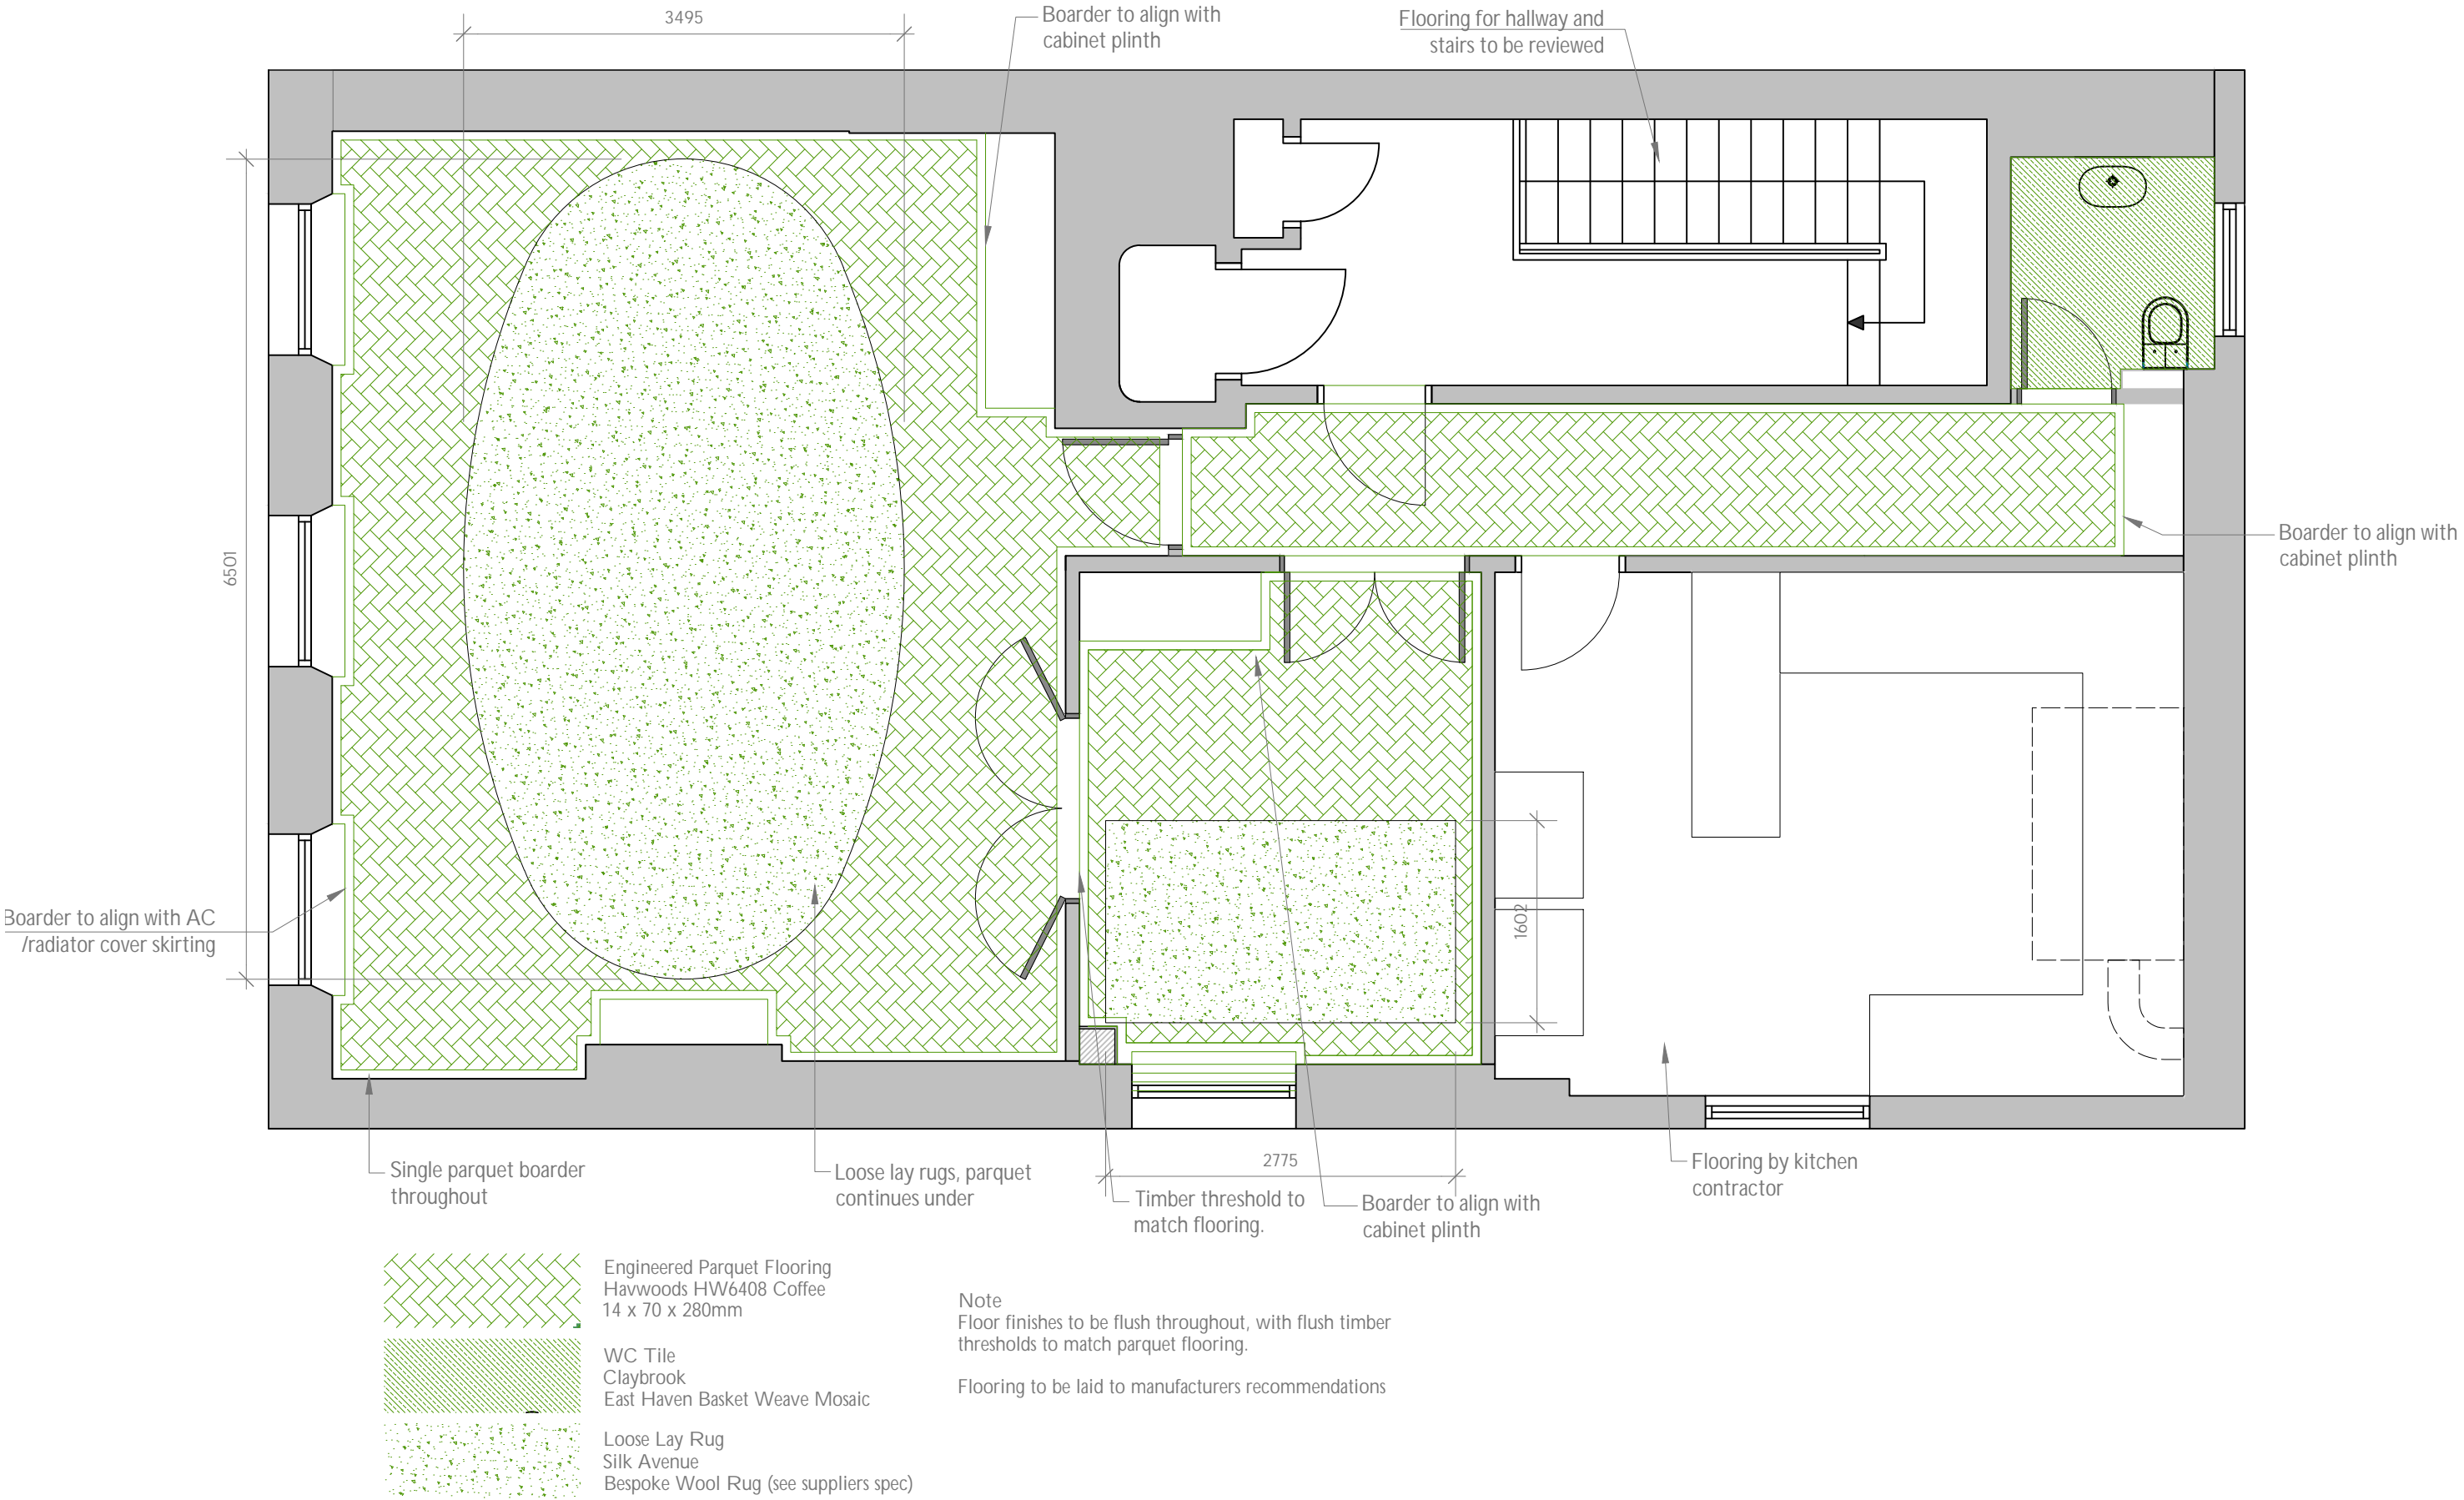 3495
Boarder to align with
cabinet plinth
Flooring for hallway and
stairs to be reviewed
6501
Boarder to align with
cabinet plinth
Boarder to align with AC
/radiator cover skirting
1602
Single parquet boarder
throughout
Loose lay rugs, parquet
continues under
2775
Timber threshold to
match flooring.
Boarder to align with
cabinet plinth
Flooring by kitchen
contractor
Engineered Parquet Flooring
Havwoods HW6408 Coffee
14 x 70 x 280mm
WC Tile
Claybrook
East Haven Basket Weave Mosaic
Loose Lay Rug
Silk Avenue
Bespoke Wool Rug (see suppliers spec)
Note
Floor finishes to be flush throughout, with flush timber
thresholds to match parquet flooring.
Flooring to be laid to manufacturers recommendations